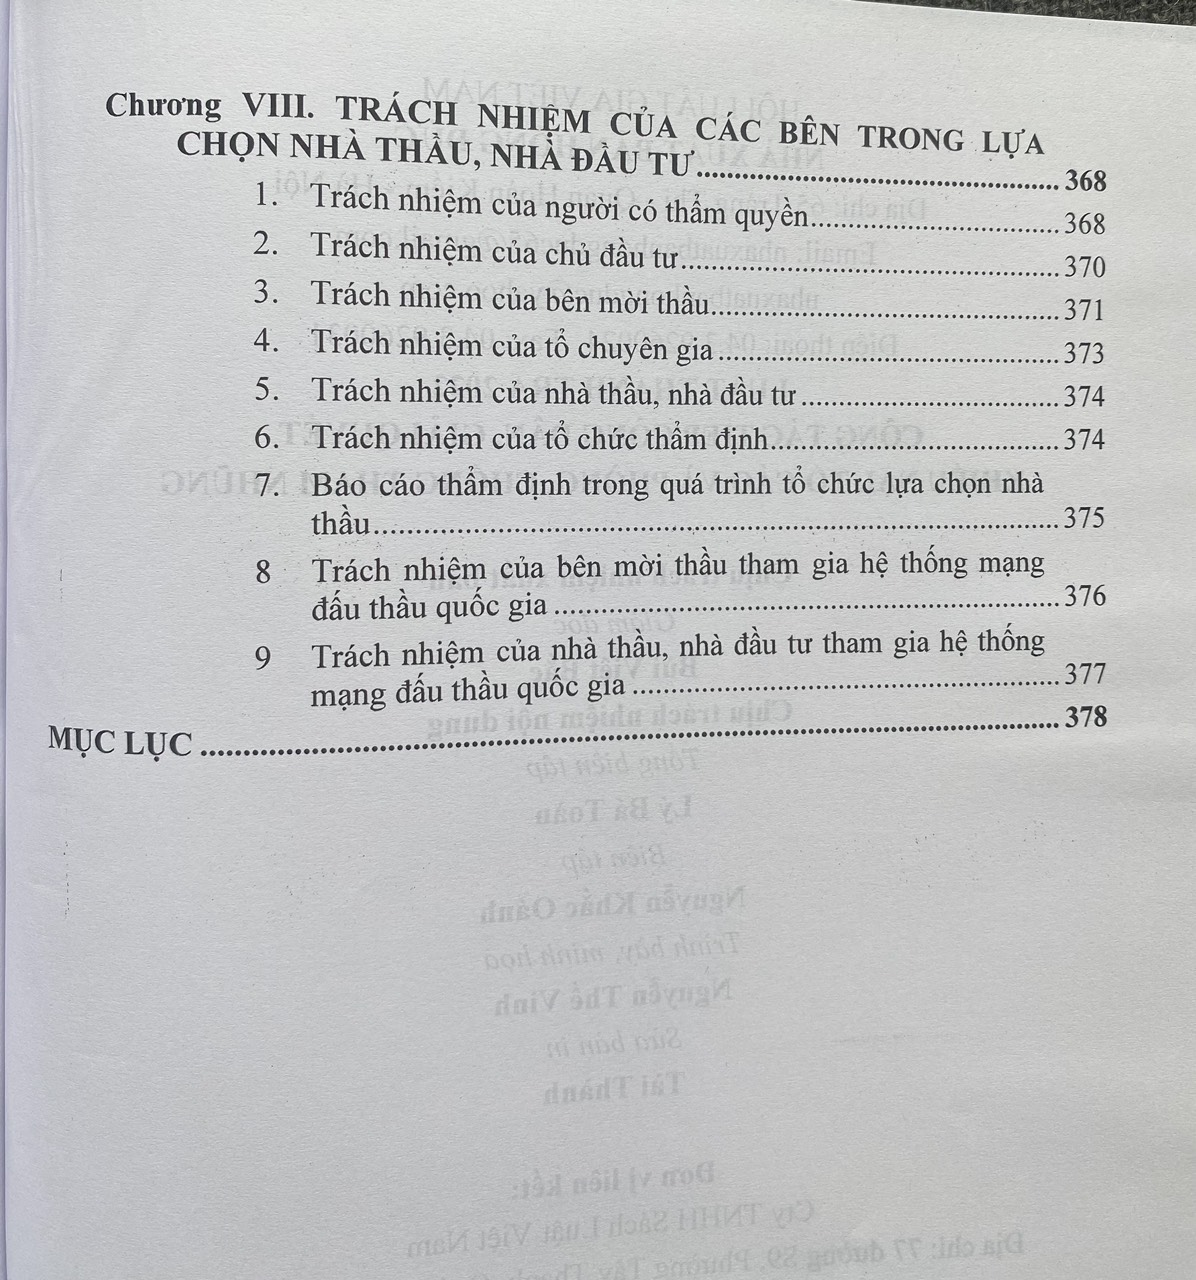 Chương VIII. TRÁCH NHIỆM CỦA CÁC BÊN TRONG LỰA
CHỌN NHÀ THẦU, NHÀ ĐẦU TƯ ........ 368
1. Trách nhiệm của người có thẩm quyền ........ 368
2. Trách nhiệm của chủ đầu tư ........ 370
3. Trách nhiệm của bên mời thầu ........ 371
4. Trách nhiệm của tổ chuyên gia ........ 373
5. Trách nhiệm của nhà thầu, nhà đầu tư ........ 374
6. Trách nhiệm của tổ chức thẩm định ........ 374
7. Báo cáo thẩm định trong quá trình tổ chức lựa chọn nhà
thầu ........ 375
8 Trách nhiệm của bên mời thầu tham gia hệ thống mạng
đấu thầu quốc gia ........ 376
9 Trách nhiệm của nhà thầu, nhà đầu tư tham gia hệ thống
mạng đấu thầu quốc gia ........ 377
MỤC LỤC ........ 378